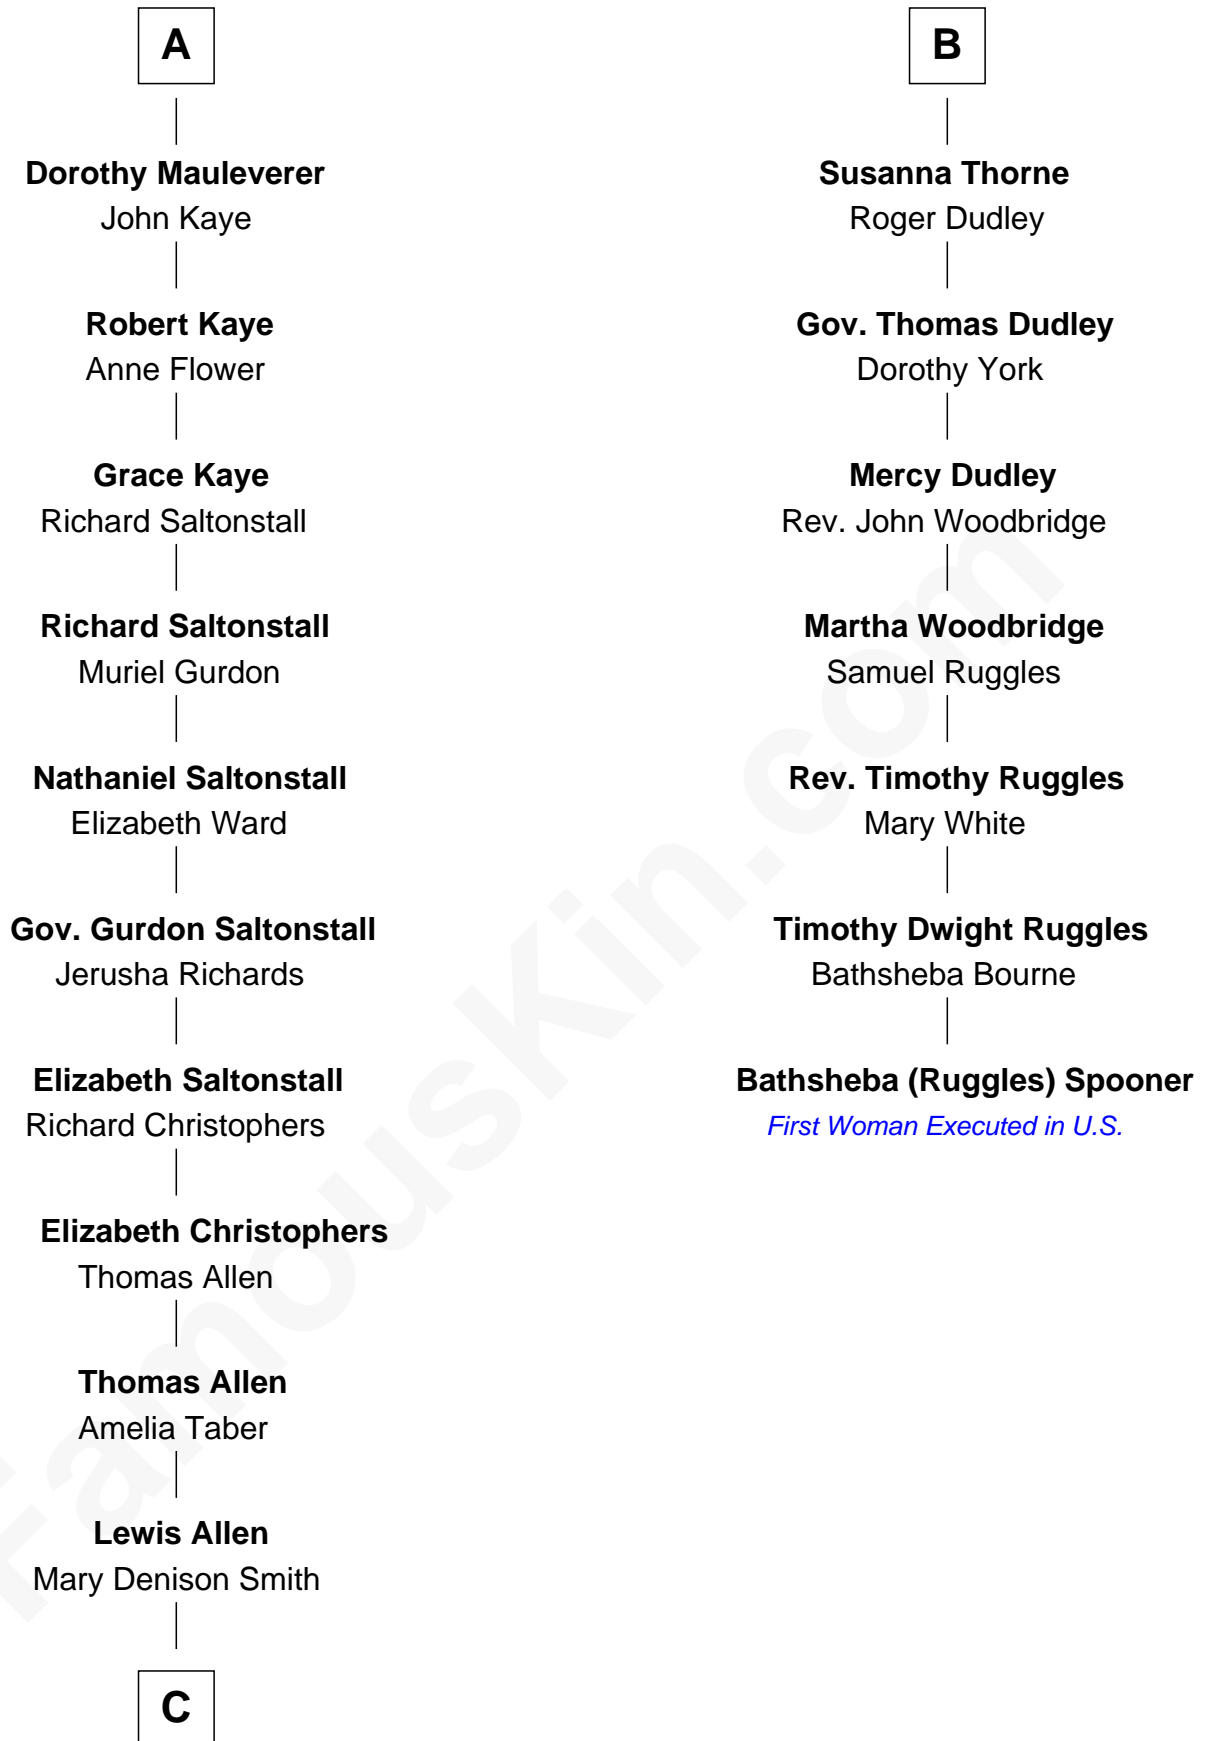 A
Dorothy Mauleverer
John Kaye
Robert Kaye
Anne Flower
Grace Kaye
Richard Saltonstall
Richard Saltonstall
Muriel Gurdon
Nathaniel Saltonstall
Elizabeth Ward
Gov. Gurdon Saltonstall
Jerusha Richards
Elizabeth Saltonstall
Richard Christophers
Elizabeth Christophers
Thomas Allen
Thomas Allen
Amelia Taber
Lewis Allen
Mary Denison Smith
C
B
Susanna Thorne
Roger Dudley
Gov. Thomas Dudley
Dorothy York
Mercy Dudley
Rev. John Woodbridge
Martha Woodbridge
Samuel Ruggles
Rev. Timothy Ruggles
Mary White
Timothy Dwight Ruggles
Bathsheba Bourne
Bathsheba (Ruggles) Spooner
First Woman Executed in U.S.
FamousKin.com